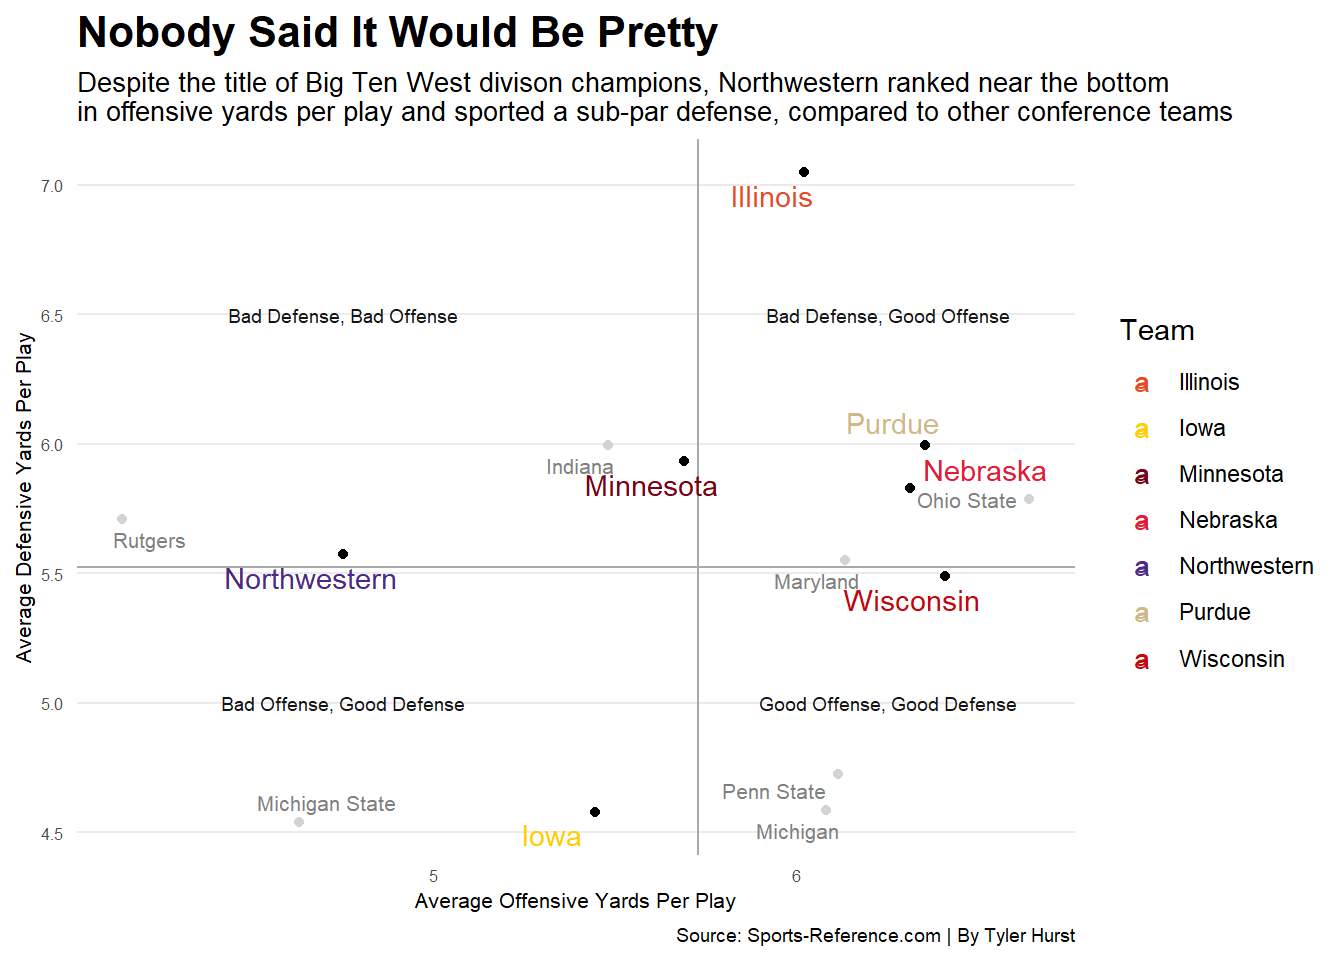 Nobody Said It Would Be Pretty
Despite the title of Big Ten West divison champions, Northwestern ranked near the bottom
in offensive yards per play and sported a sub-par defense, compared to other conference teams
7.0
Illinois
6.5
Bad Defense, Bad Offense
Bad Defense, Good Offense
Purdue
6.0
Indiana
Nebraska
Minnesota
Ohio State
Rutgers
5.5
Northwestern
Maryland
Wisconsin
5.0
Bad Offense, Good Defense
Good Offense, Good Defense
Penn State
Michigan State
4.5
Iowa
Michigan
5
6
Average Defensive Yards Per Play
Average Offensive Yards Per Play
Team
a Illinois
a Iowa
a Minnesota
a Nebraska
a Northwestern
a Purdue
a Wisconsin
Source: Sports-Reference.com | By Tyler Hurst